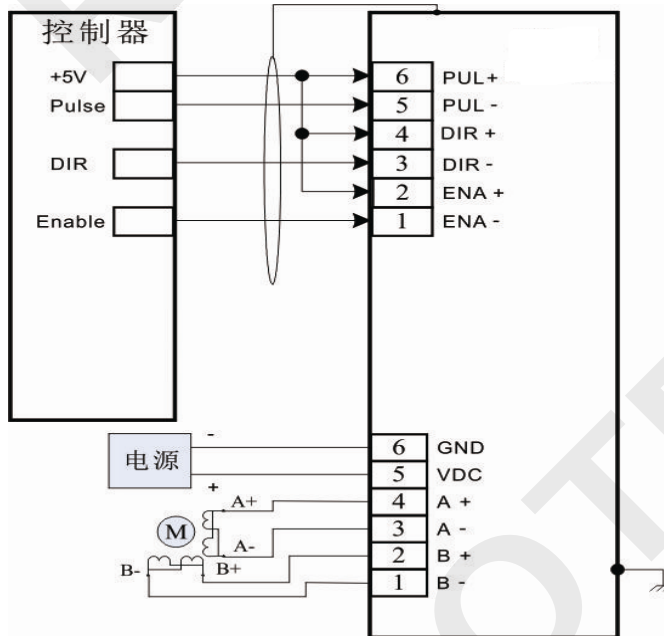 控制器
+5V 6 PUL+
Pulse 5 PUL -
4 DIR +
DIR 3 DIR -
2 ENA +
Enable 1 ENA -
电源 - 6 GND
+ 5 VDC
A+ 4 A +
M A- 3 A -
B- B+ 2 B +
1 B -